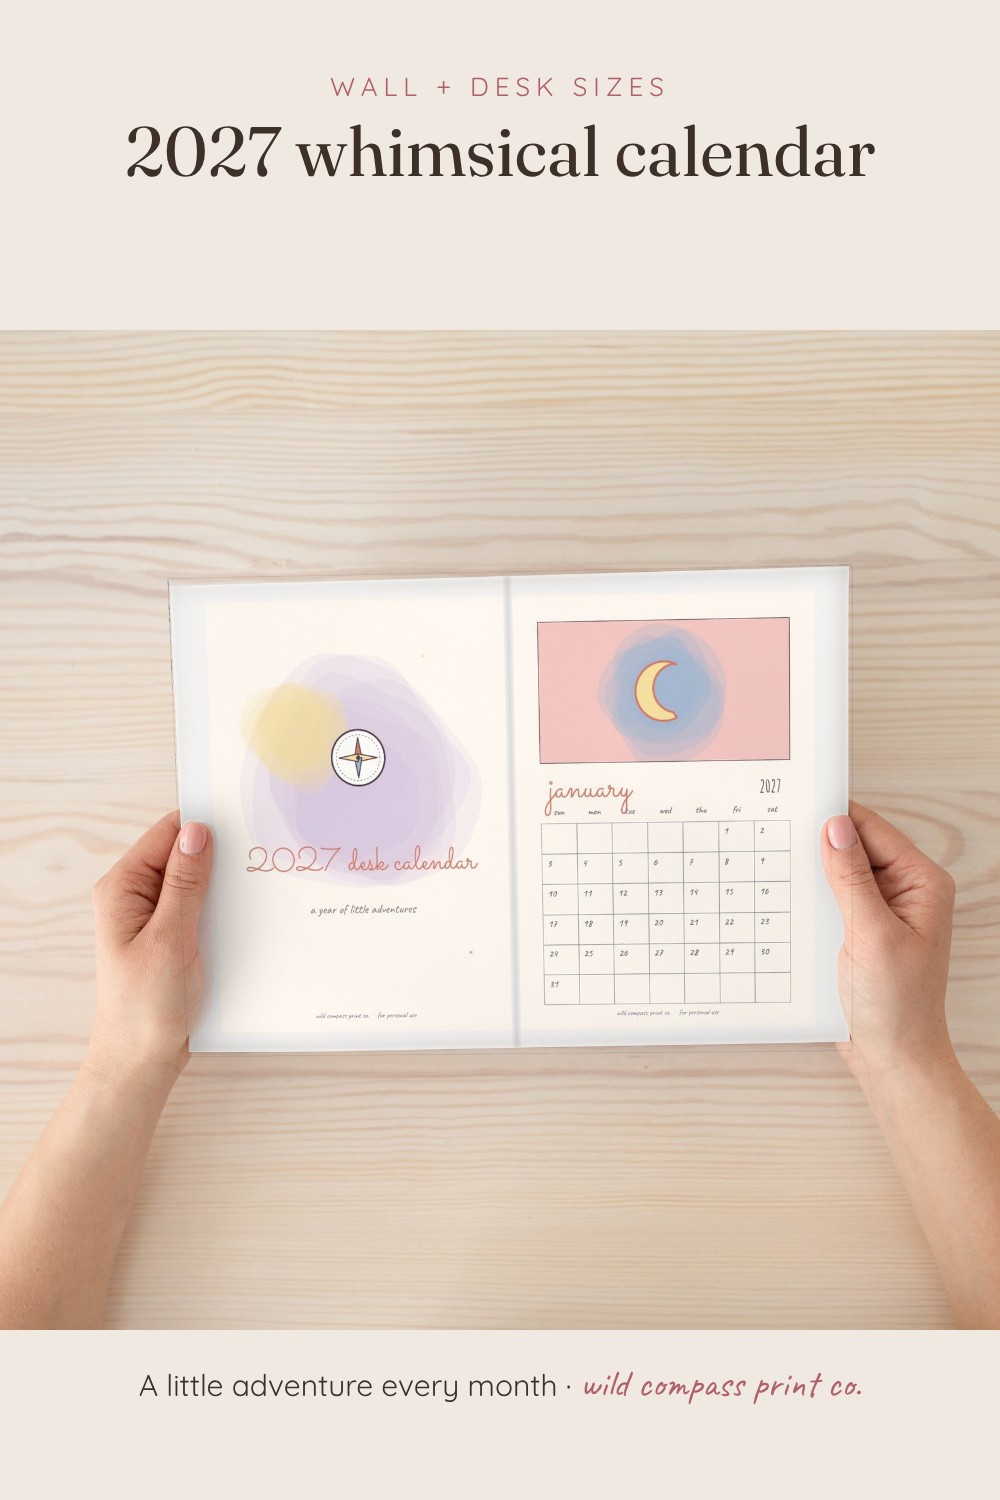 WALL + DESK SIZES
2027 whimsical calendar
2027 desk calendar
a year of little adventures
wild compass print co. · for personal use
january 2027
sun mon tue wed thu fri sat
1 2
3 4 5 6 7 8 9
10 11 12 13 14 15 16
17 18 19 20 21 22 23
24 25 26 27 28 29 30
31
wild compass print co. · for personal use
A little adventure every month · wild compass print co.